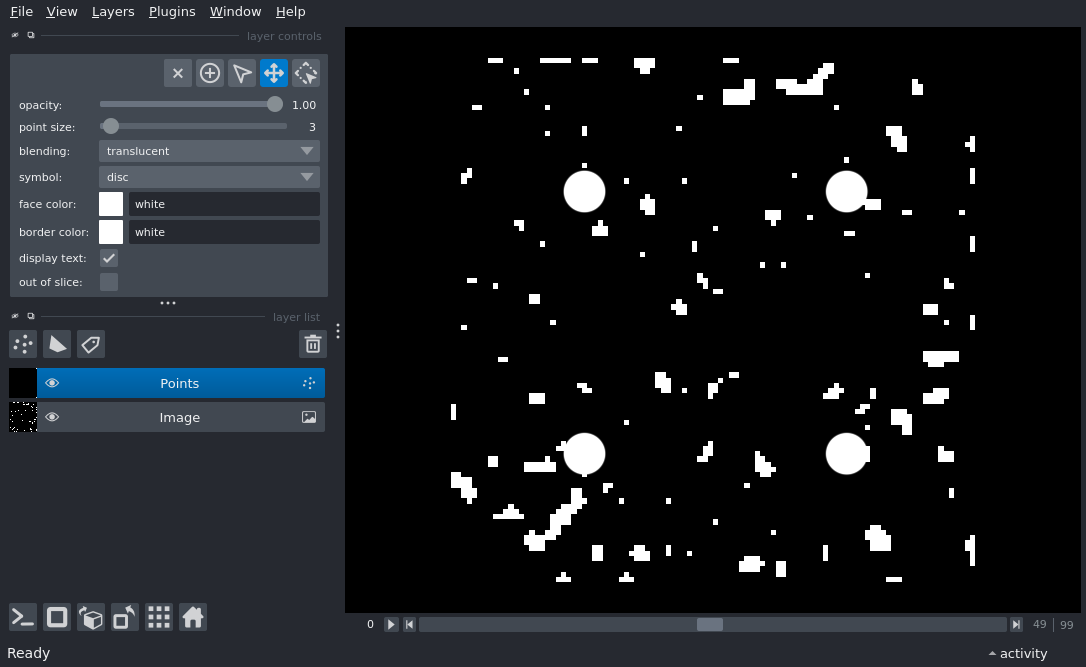 File View Layers Plugins Window Help
layer controls
opacity: 1.00
point size: 3
blending: translucent
symbol: disc
face color: white
border color: white
display text:
out of slice:
layer list
Points
Image
0 49 | 99
Ready activity